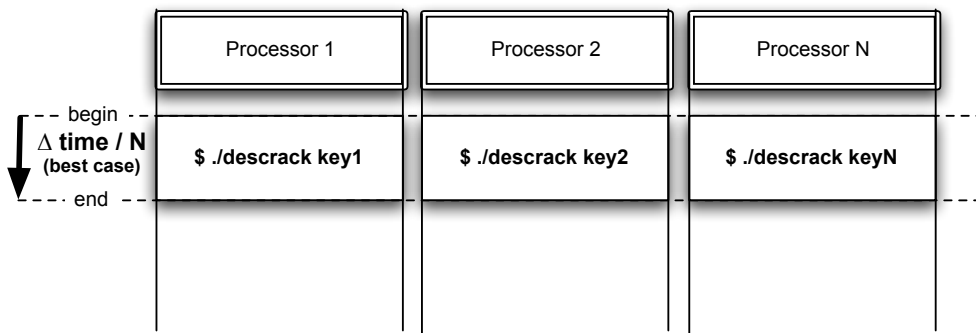 Processor 1
Processor 2
Processor N
begin
Δ time / N
(best case)
end
$ ./descrack key1
$ ./descrack key2
$ ./descrack keyN